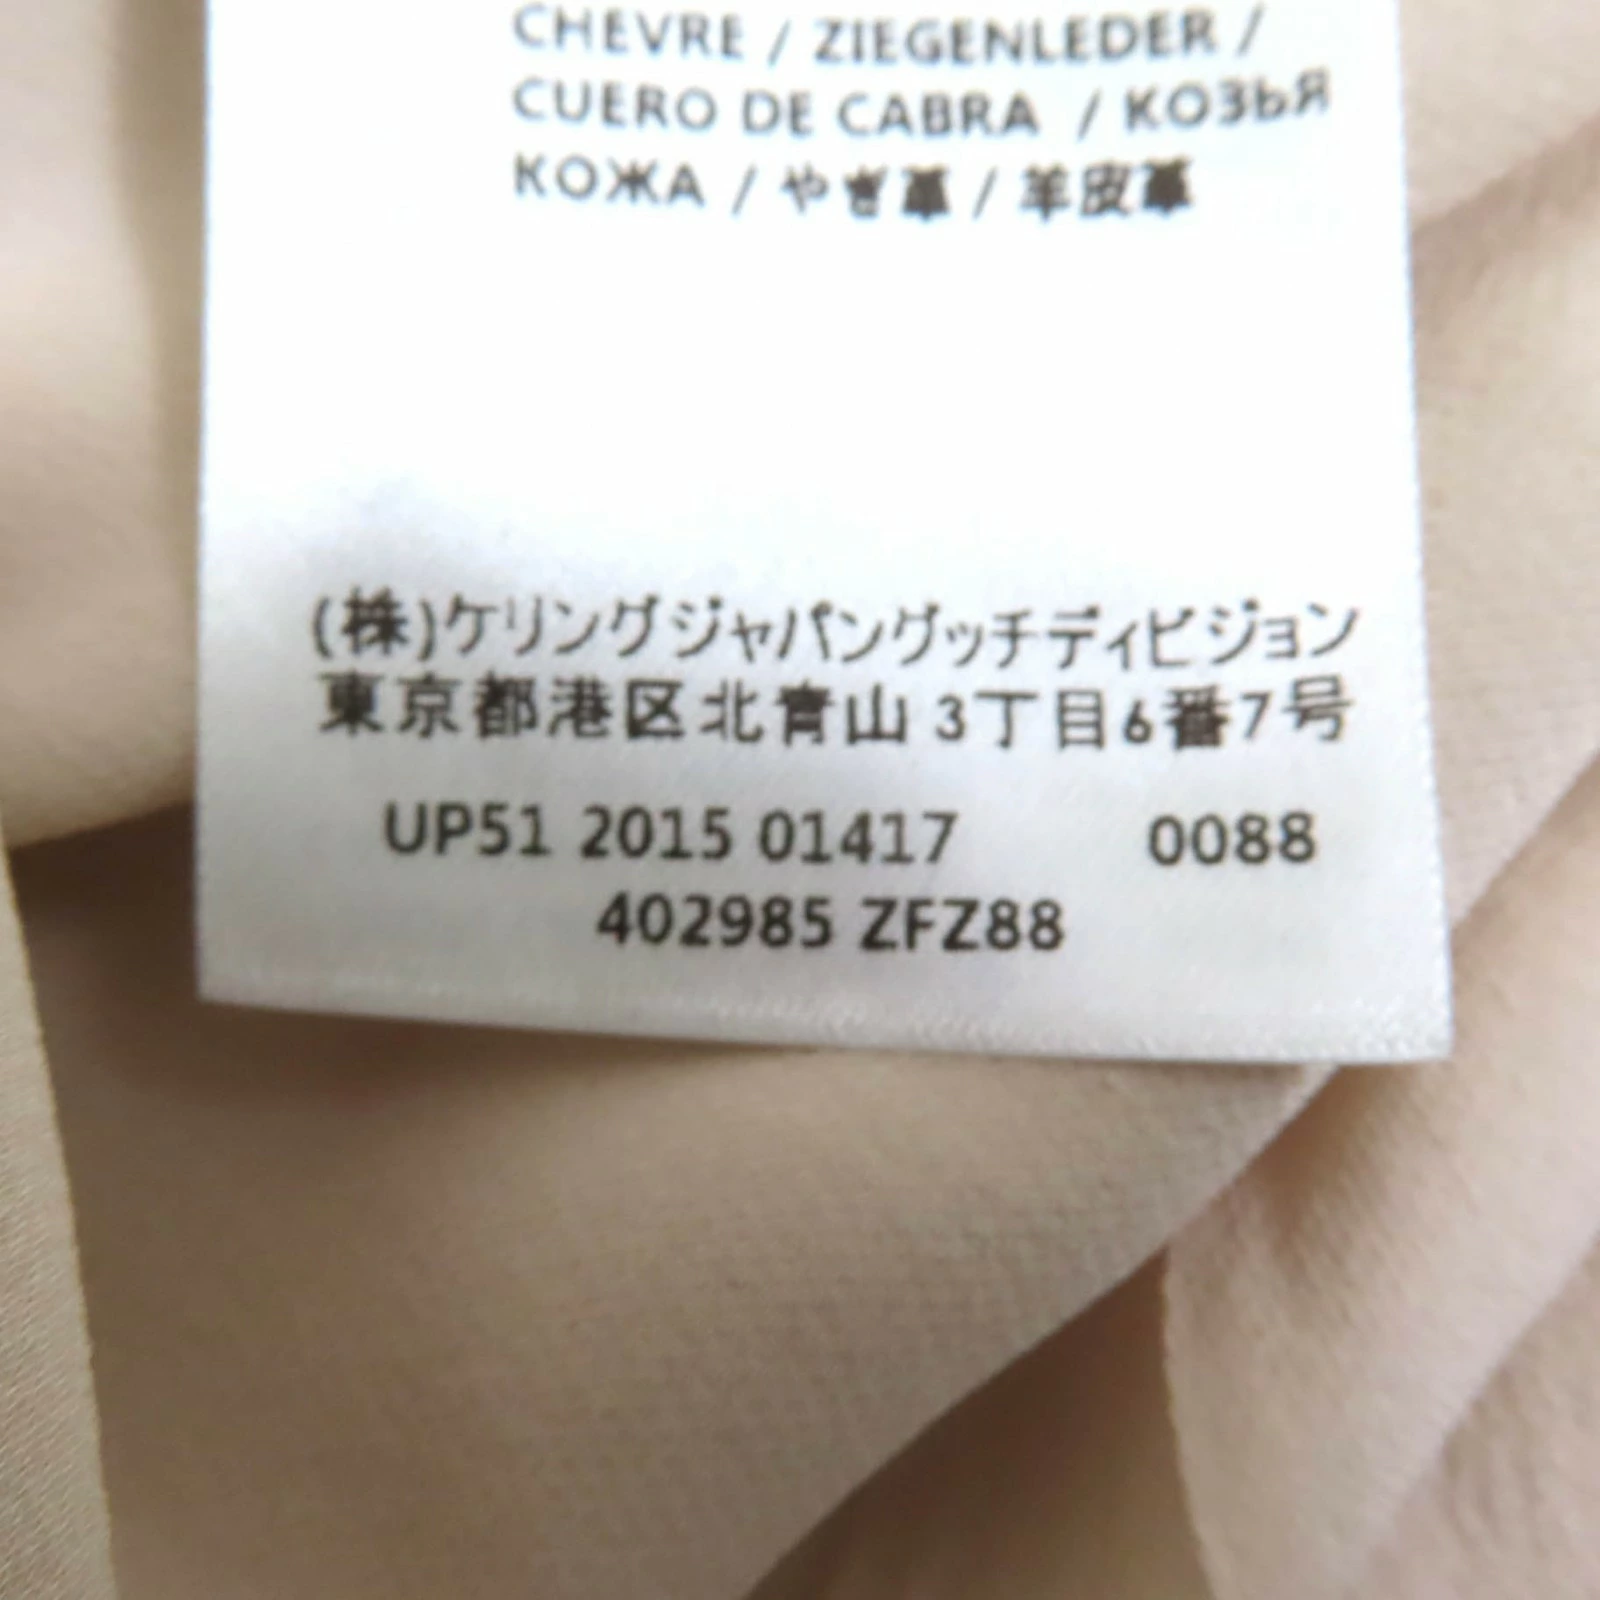 CHEVRE / ZIEGENLEDER /
CUERO DE CABRA / КОЗЬЯ
КОЖА / やぎ革 / 羊皮革
(株)ケリングジャパングッチディビジョン
東京都港区北青山 3丁目6番7号
UP51 2015 01417 0088
402985 ZFZ88